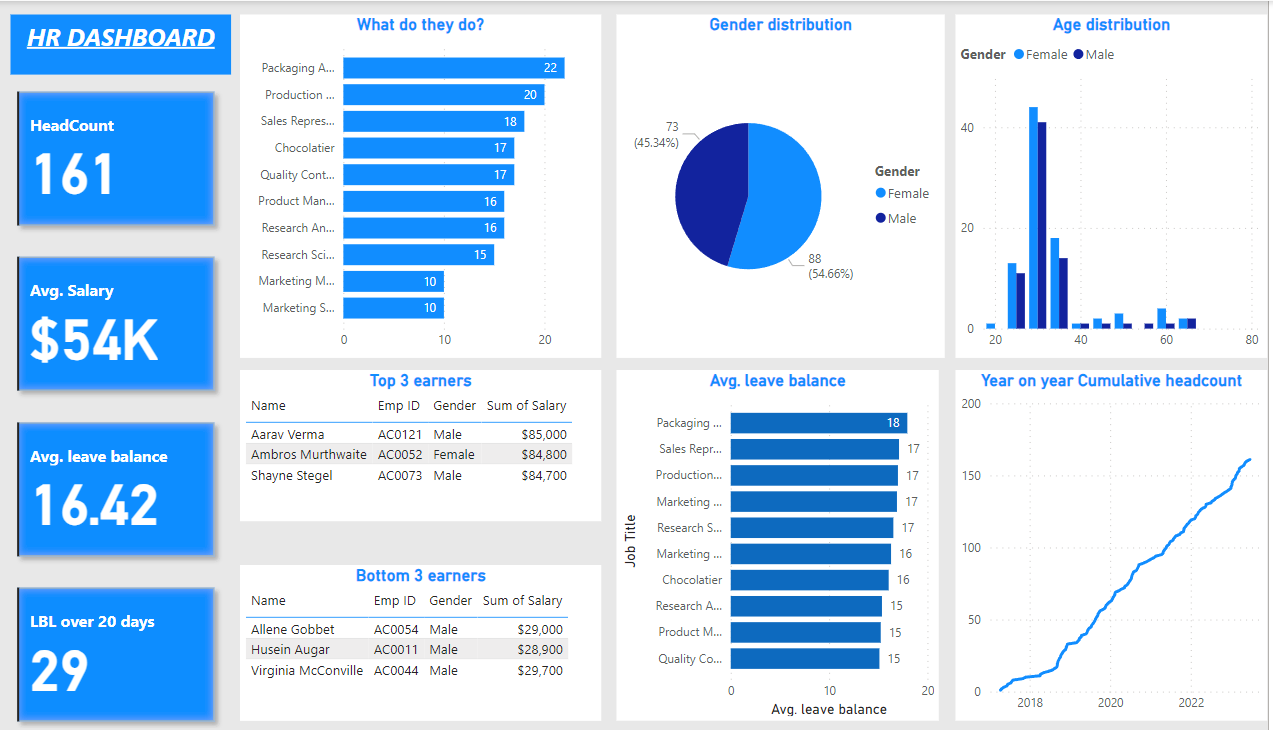 HR DASHBOARD
HeadCount
161
Avg. Salary
$54K
Avg. leave balance
16.42
LBL over 20 days
29
What do they do?
Packaging A... 22
Production ... 20
Sales Repres... 18
Chocolatier 17
Quality Cont... 17
Product Man... 16
Research An... 16
Research Sci... 15
Marketing M... 10
Marketing S... 10
0 10 20
Gender distribution
73
(45.34%)
88
(54.66%)
Gender
Female
Male
Age distribution
Gender Female Male
40
20
0
20 40 60 80
Top 3 earners
Name Emp ID Gender Sum of Salary
Aarav Verma AC0121 Male $85,000
Ambros Murthwaite AC0052 Female $84,800
Shayne Stegel AC0073 Male $84,700
Bottom 3 earners
Name Emp ID Gender Sum of Salary
Allene Gobbet AC0054 Male $29,000
Husein Augar AC0011 Male $28,900
Virginia McConville AC0044 Male $29,700
Avg. leave balance
Job Title
Packaging ... 18
Sales Repr... 17
Production... 17
Marketing ... 17
Research S... 17
Marketing ... 16
Chocolatier 16
Research A... 15
Product M... 15
Quality Co... 15
0 10 20
Avg. leave balance
Year on year Cumulative headcount
200
150
100
50
0
2018 2020 2022